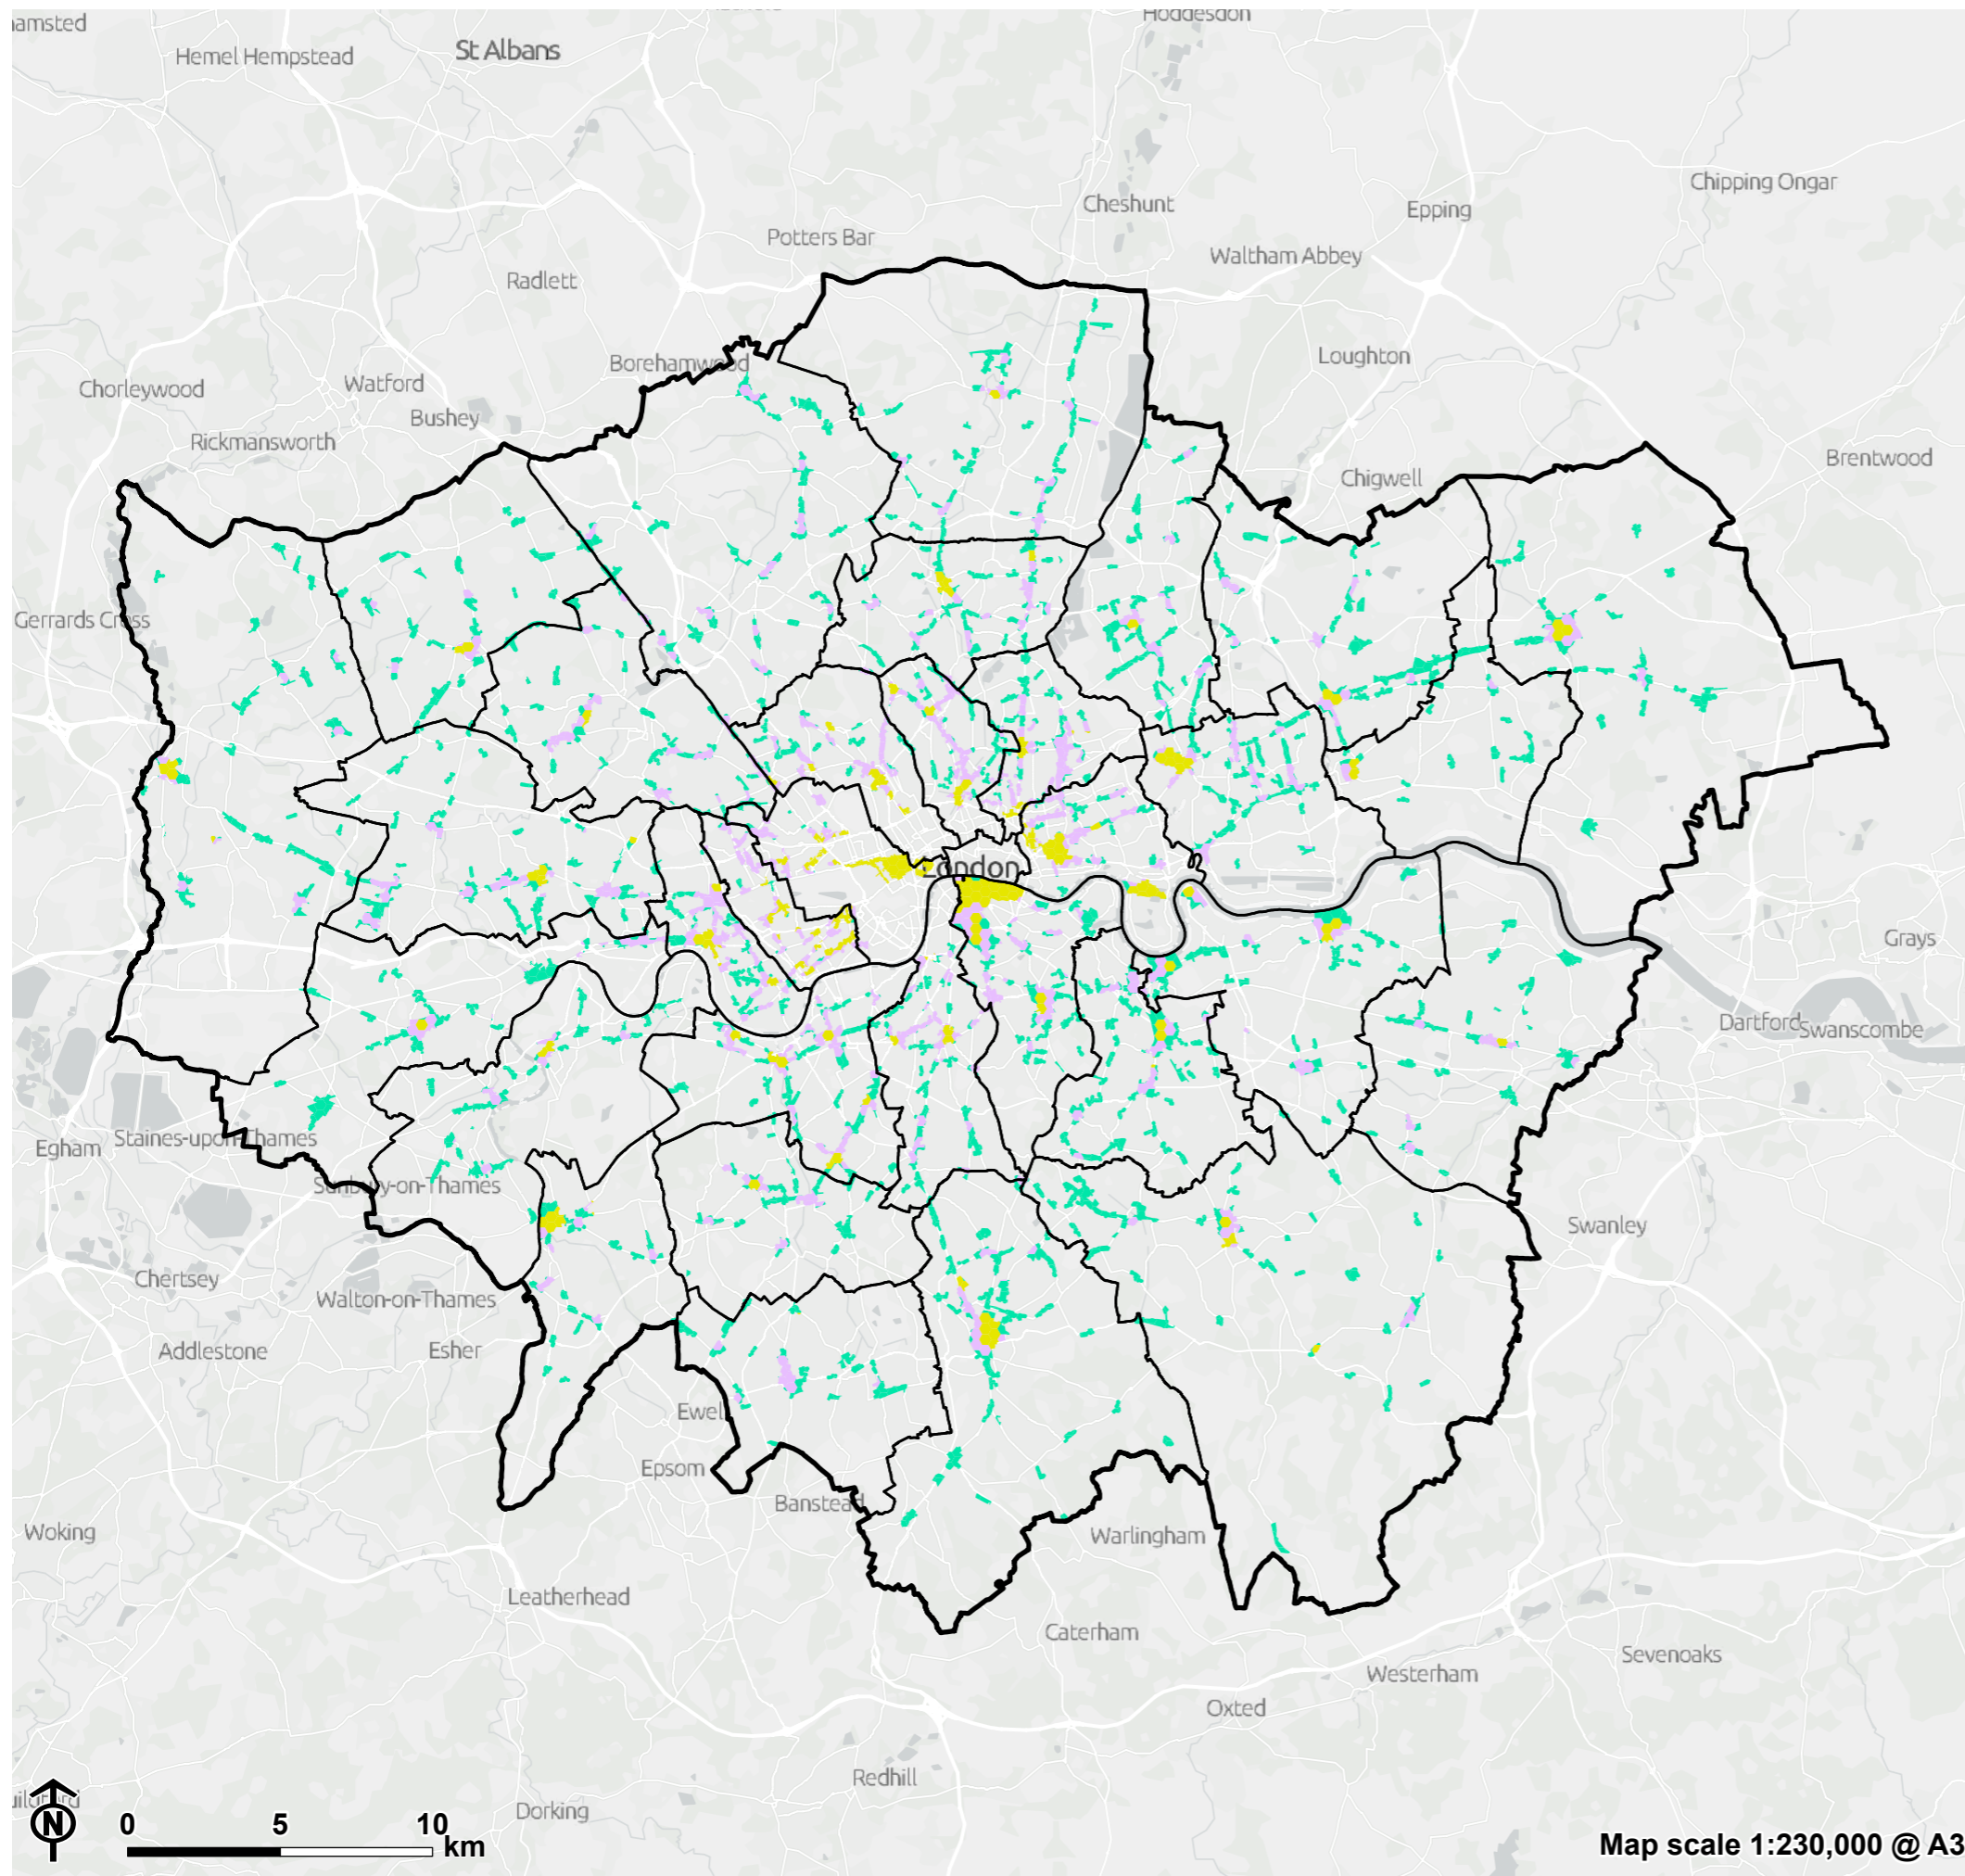 St Albans
Hemel Hempstead
Cheshunt
Chipping Ongar
Epping
Potters Bar
Waltham Abbey
Radlett
Loughton
Borehamwood
Watford
Chorleywood
Bushey
Rickmansworth
Brentwood
Chigwell
Gerrards Cross
London
Grays
Dartford
Swanscombe
Egham
Staines-upon-Thames
Sunbury-on-Thames
Swanley
Chertsey
Walton-on-Thames
Addlestone
Esher
Ewel
Epsom
Banstead
Woking
Warlingham
Leatherhead
Caterham
Sevenoaks
Westerham
Oxted
Redhill
Dorking
N
0 5 10 km
Map scale 1:230,000 @ A3